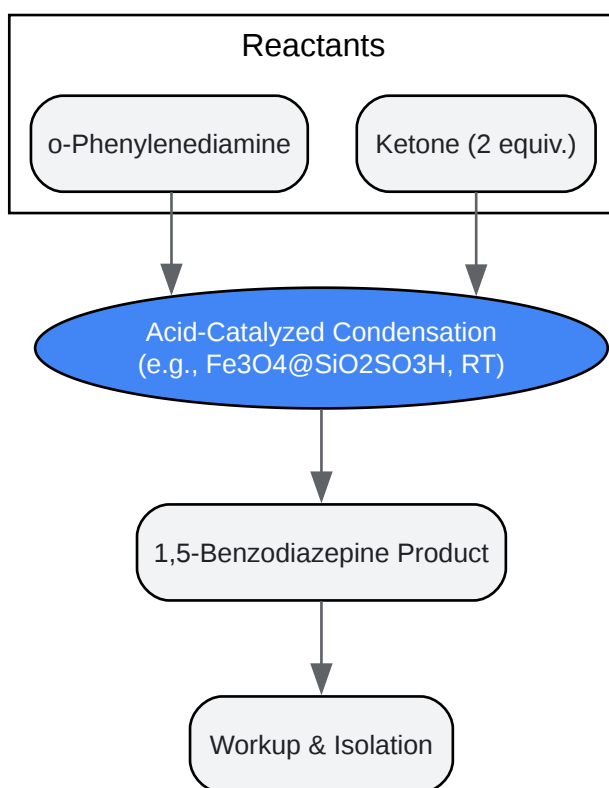 Reactants
o-Phenylenediamine
Ketone (2 equiv.)
Acid-Catalyzed Condensation
(e.g., Fe3O4@SiO2SO3H, RT)
1,5-Benzodiazepine Product
Workup & Isolation